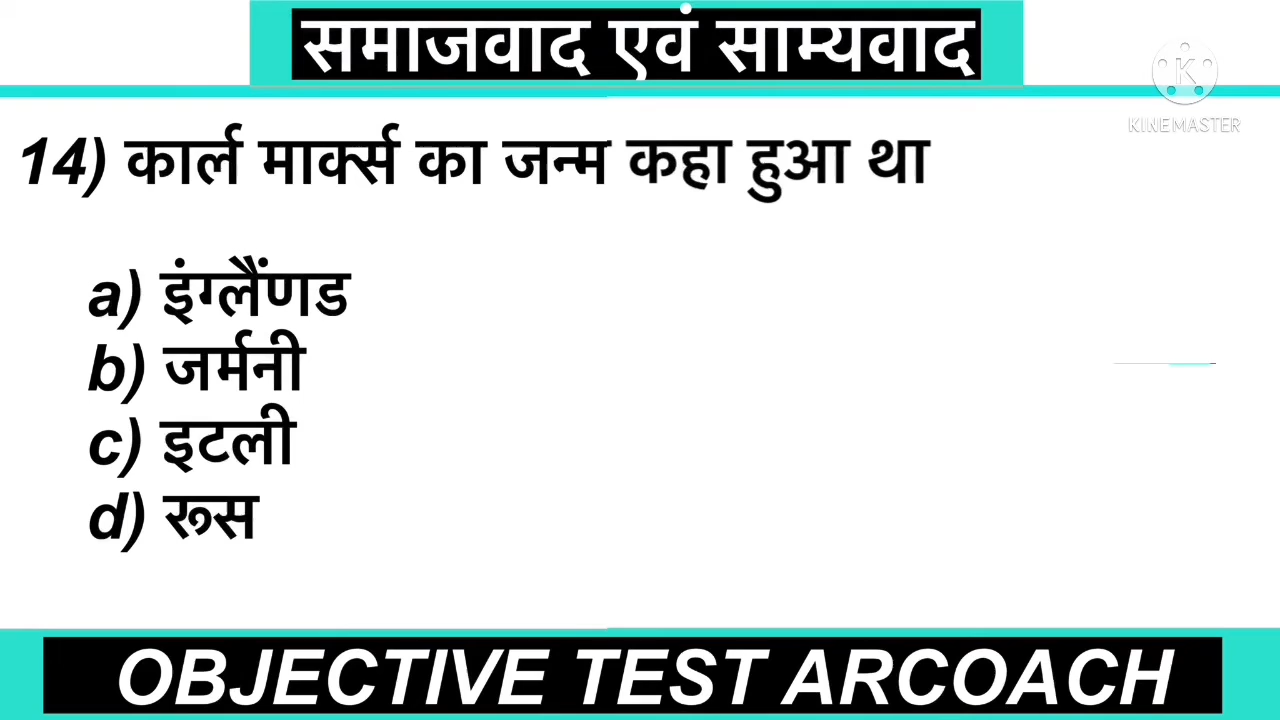 समाजवाद एवं साम्यवाद
KINEMASTER
14) कार्ल मार्क्स का जन्म कहा हुआ था
a) इंग्लैंणड
b) जर्मनी
c) इटली
d) रूस
OBJECTIVE TEST ARCOACH